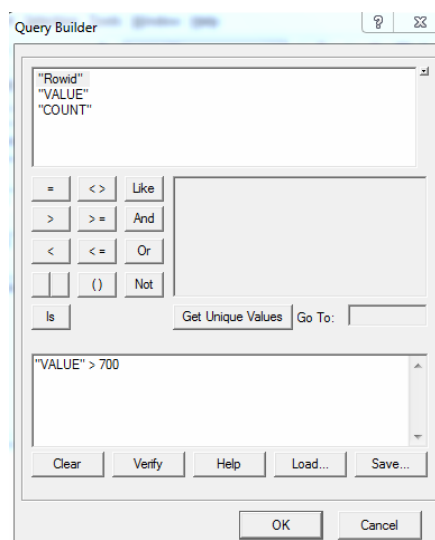 Query Builder
"Rowid"
"VALUE"
"COUNT"
= <> Like
> > = And
< < = Or
( ) Not
Is Get Unique Values Go To:
"VALUE" > 700
Clear Verify Help Load... Save...
OK Cancel